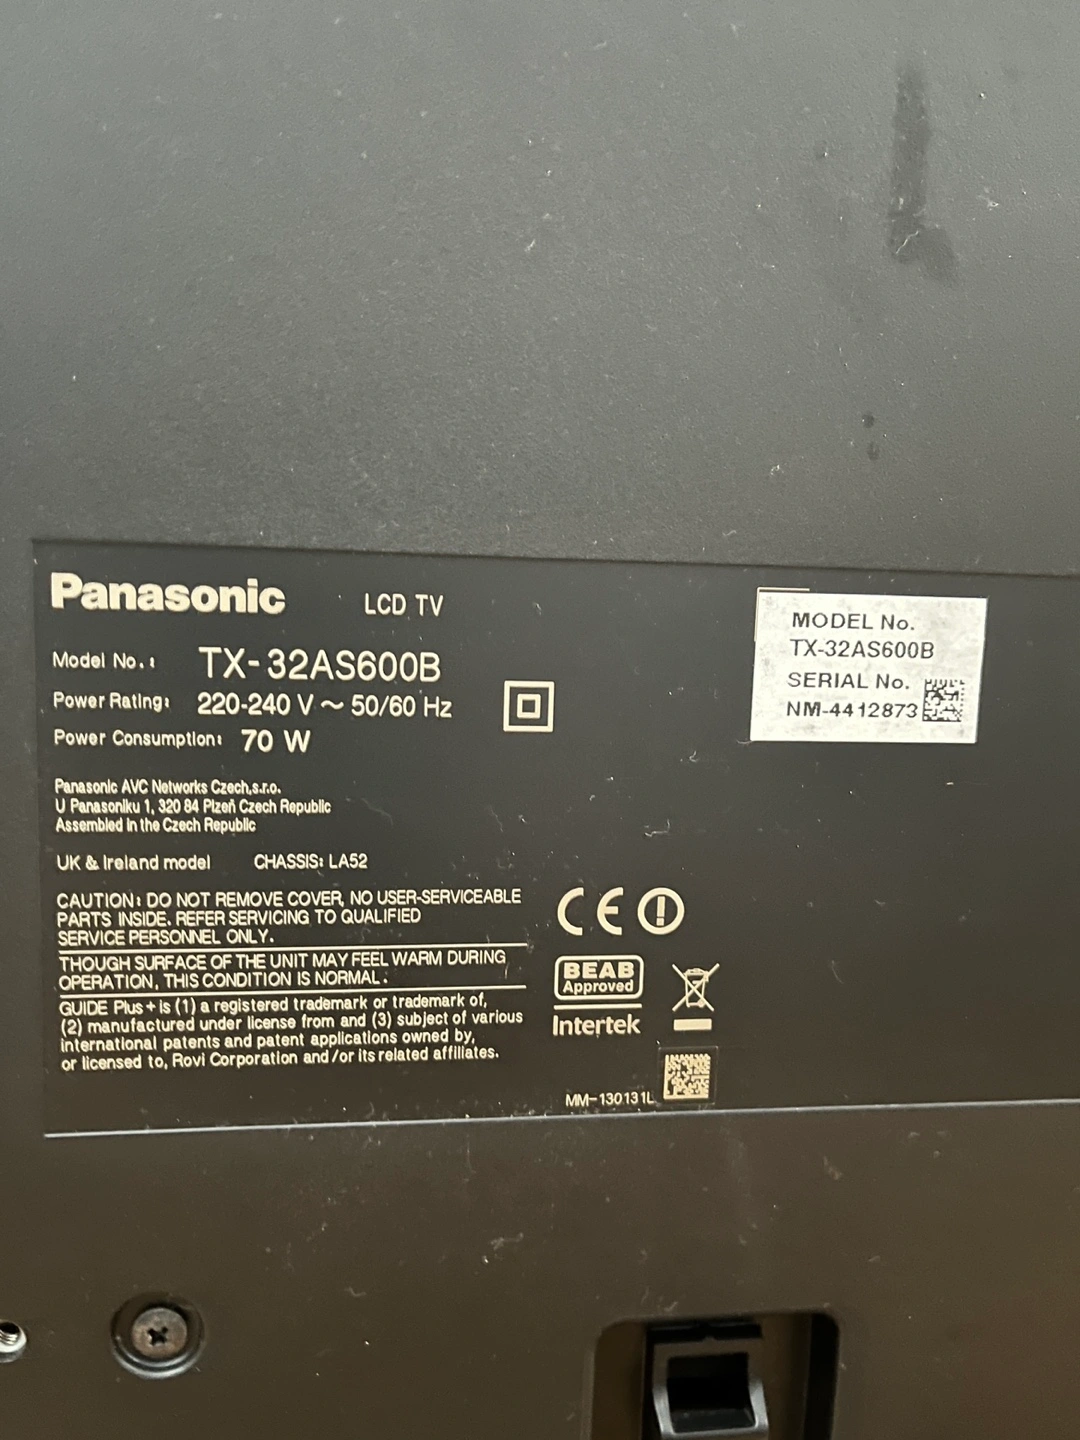 Panasonic LCD TV
Model No. : TX-32AS600B
Power Rating: 220-240 V ~ 50/60 Hz
Power Consumption: 70 W
Panasonic AVC Networks Czech,s.r.o.
U Panasoniku 1, 320 84 Plzeň Czech Republic
Assembled in the Czech Republic
UK & Ireland model CHASSIS: LA52
CAUTION: DO NOT REMOVE COVER, NO USER-SERVICEABLE
PARTS INSIDE. REFER SERVICING TO QUALIFIED
SERVICE PERSONNEL ONLY.
THOUGH SURFACE OF THE UNIT MAY FEEL WARM DURING
OPERATION, THIS CONDITION IS NORMAL.
GUIDE Plus+ is (1) a registered trademark or trademark of,
(2) manufactured under license from and (3) subject of various
international patents and patent applications owned by,
or licensed to, Rovi Corporation and/or its related affiliates.
CE
BEAB
Approved
Intertek
MM-130131L
MODEL No.
TX-32AS600B
SERIAL No.
NM-4412873